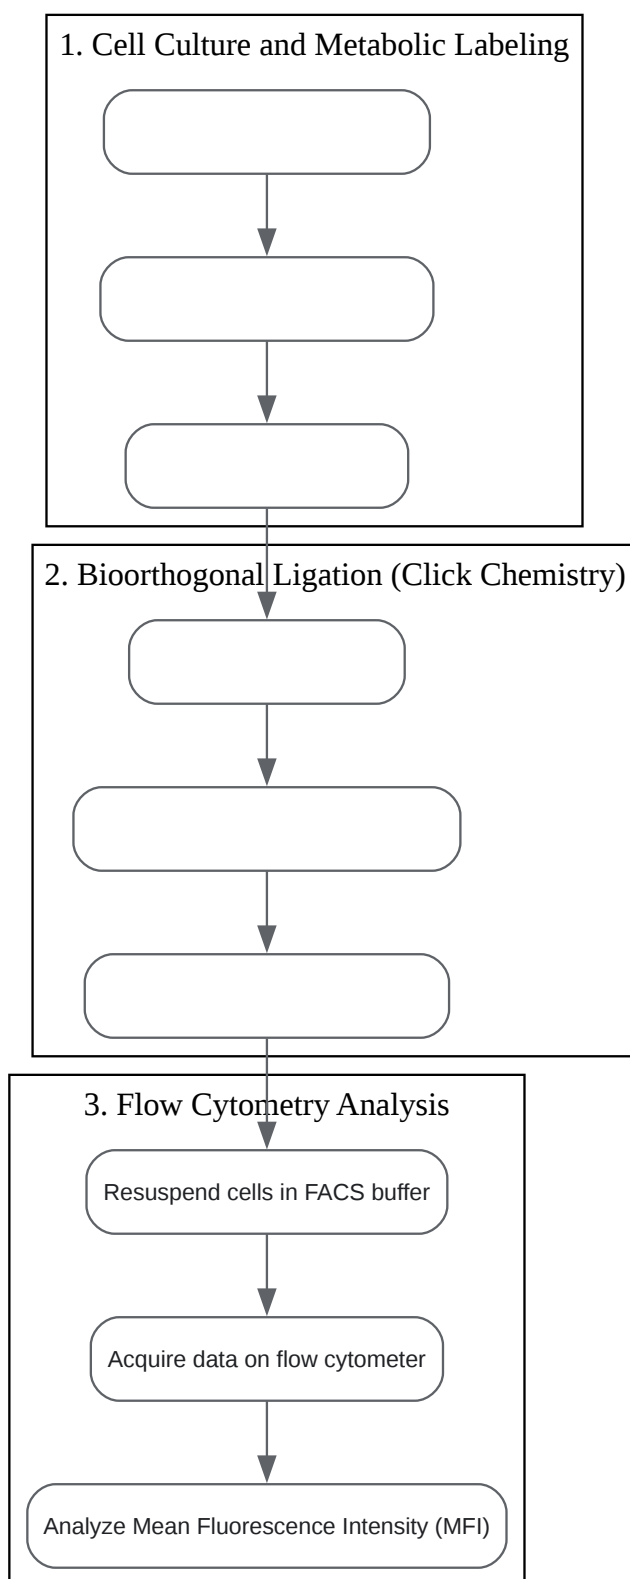 1. Cell Culture and Metabolic Labeling
2. Bioorthogonal Ligation (Click Chemistry)
3. Flow Cytometry Analysis
Resuspend cells in FACS buffer
Acquire data on flow cytometer
Analyze Mean Fluorescence Intensity (MFI)